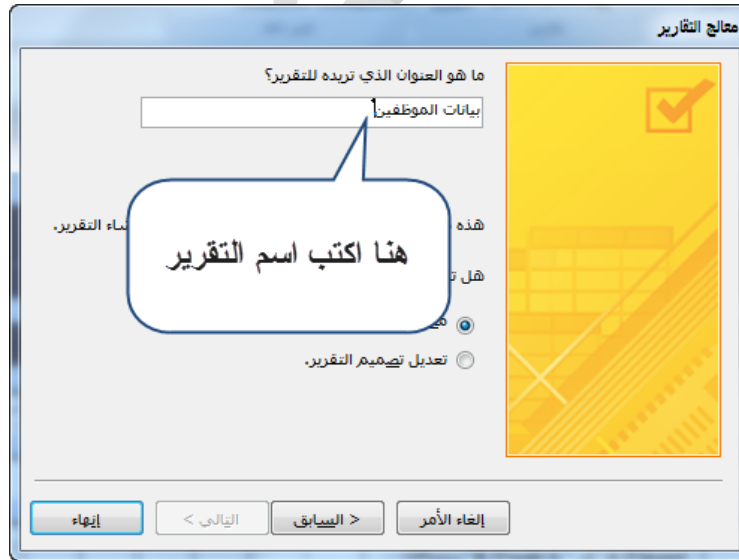 معالج التقارير
ما هو العنوان الذي تريده للتقرير؟
بيانات الموظفين
هنا اكتب اسم التقرير
هذه
التقرير.
هل
تعديل تصميم التقرير.
إلغاء الأمر
< السابق
التالي >
إنهاء